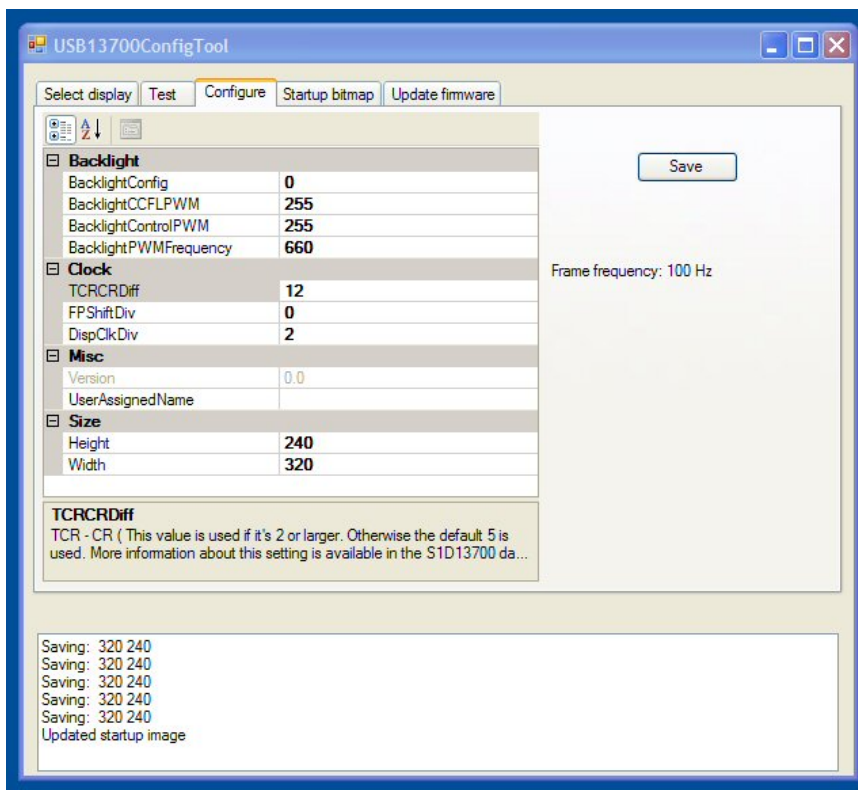 USB13700ConfigTool
Select display Test Configure Startup bitmap Update firmware
Backlight
BacklightConfig 0
BacklightCCFLPWM 255
BacklightControlPWM 255
BacklightPWMFrequency 660
Clock
TCRCRDiff 12
FPShiftDiv 0
DispClkDiv 2
Misc
Version 0.0
UserAssignedName
Size
Height 240
Width 320
TCRCRDiff
TCR - CR ( This value is used if it's 2 or larger. Otherwise the default 5 is
used. More information about this setting is available in the S1D13700 da...
Save
Frame frequency: 100 Hz
Saving: 320 240
Saving: 320 240
Saving: 320 240
Saving: 320 240
Saving: 320 240
Updated startup image